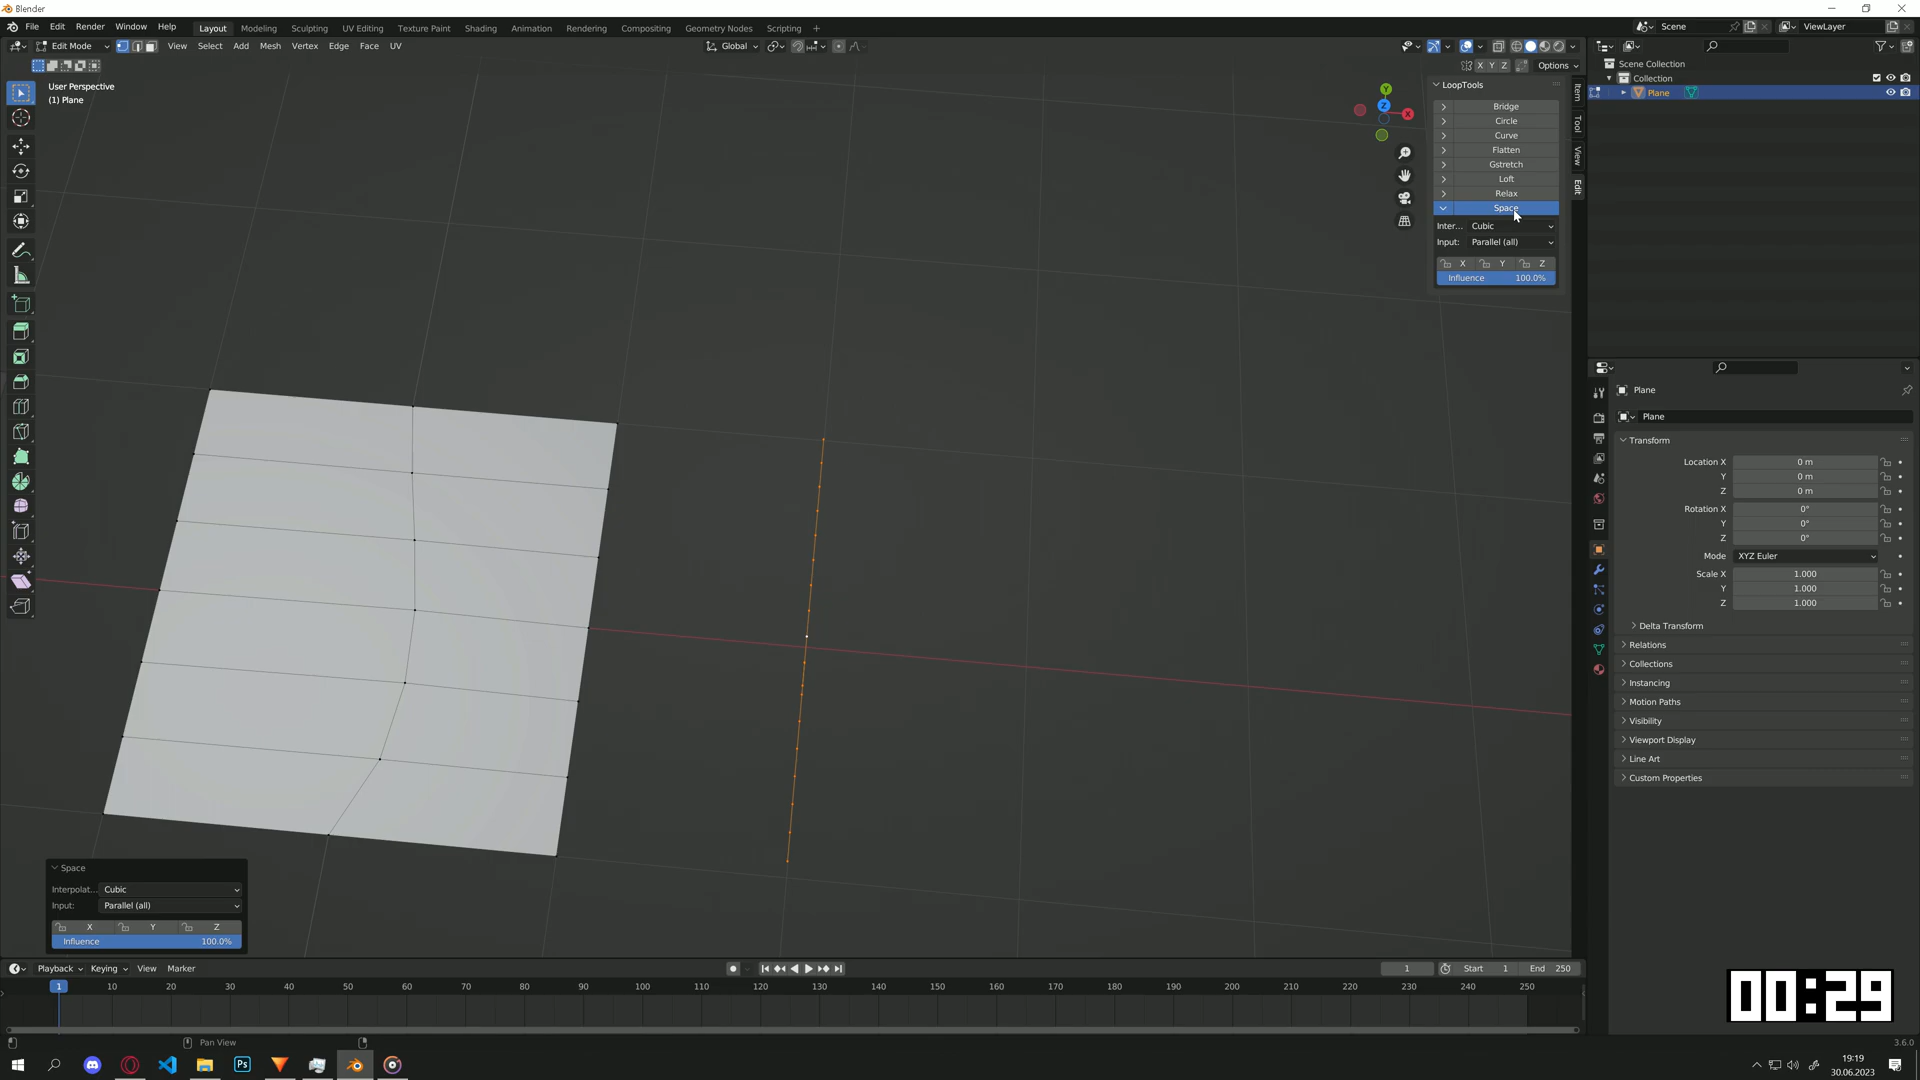 Blender
File Edit Render Window Help Layout Modeling Sculpting UV Editing Texture Paint Shading Animation Rendering Compositing Geometry Nodes Scripting + Scene ViewLayer
Edit Mode View Select Add Mesh Vertex Edge Face UV Global
X Y Z Options
User Perspective
(1) Plane
LoopTools
Bridge
Circle
Curve
Flatten
Gstretch
Loft
Relax
Space
Inter... Cubic
Input: Parallel (all)
X Y Z
Influence 100.0%
Item
Tool
View
Edit
Y
Z
X
Scene Collection
Collection
Plane
Plane
Plane
Transform
Location X 0 m
Y 0 m
Z 0 m
Rotation X 0°
Y 0°
Z 0°
Mode XYZ Euler
Scale X 1.000
Y 1.000
Z 1.000
Delta Transform
Relations
Collections
Instancing
Motion Paths
Visibility
Viewport Display
Line Art
Custom Properties
Space
Interpolat... Cubic
Input: Parallel (all)
X Y Z
Influence 100.0%
Playback Keying View Marker 1 Start 1 End 250
1 10 20 30 40 50 60 70 80 90 100 110 120 130 140 150 160 170 180 190 200 210 220 230 240 250
00:29
Pan View 3.6.0
Ps
19:19
30.06.2023